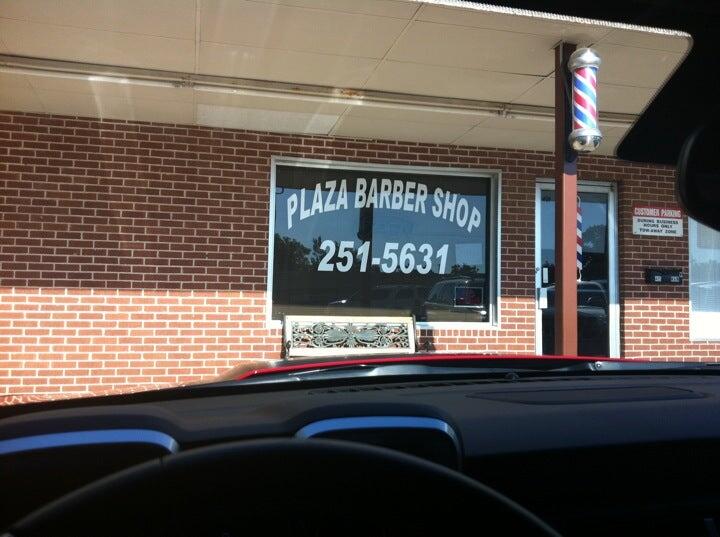 PLAZA BARBER SHOP
251-5631
CUSTOMER PARKING
DURING BUSINESS
HOURS ONLY
TOW-AWAY ZONE